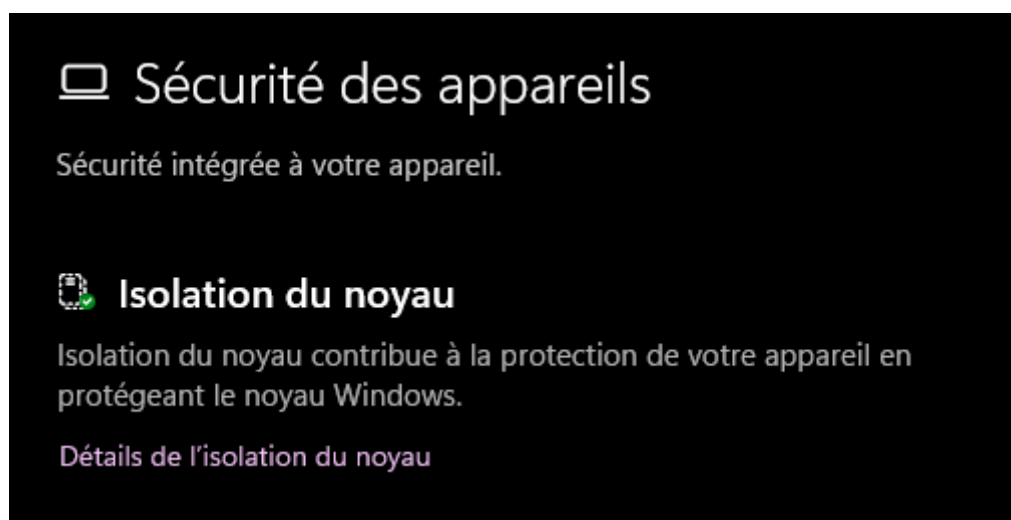 Sécurité des appareils
Sécurité intégrée à votre appareil.
Isolation du noyau
Isolation du noyau contribue à la protection de votre appareil en
protégeant le noyau Windows.
Détails de l’isolation du noyau